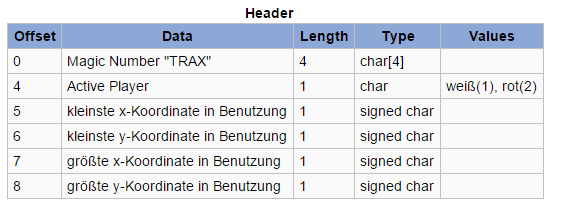 Header
Offset Data Length Type Values
0 Magic Number "TRAX" 4 char[4]
4 Active Player 1 char weiß(1), rot(2)
5 kleinste x-Koordinate in Benutzung 1 signed char
6 kleinste y-Koordinate in Benutzung 1 signed char
7 größte x-Koordinate in Benutzung 1 signed char
8 größte y-Koordinate in Benutzung 1 signed char